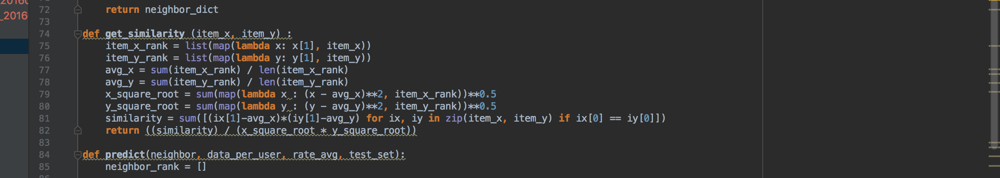 _2016
72 return neighbor_dict
73
74 def get_similarity (item_x, item_y) :
75 item_x_rank = list(map(lambda x: x[1], item_x))
76 item_y_rank = list(map(lambda y: y[1], item_y))
77 avg_x = sum(item_x_rank) / len(item_x_rank)
78 avg_y = sum(item_y_rank) / len(item_y_rank)
79 x_square_root = sum(map(lambda x : (x - avg_x)**2, item_x_rank))**0.5
80 y_square_root = sum(map(lambda y : (y - avg_y)**2, item_y_rank))**0.5
81 similarity = sum([(ix[1]-avg_x)*(iy[1]-avg_y) for ix, iy in zip(item_x, item_y) if ix[0] == iy[0]])
82 return ((similarity) / (x_square_root * y_square_root))
83
84 def predict(neighbor, data_per_user, rate_avg, test_set):
85 neighbor_rank = []